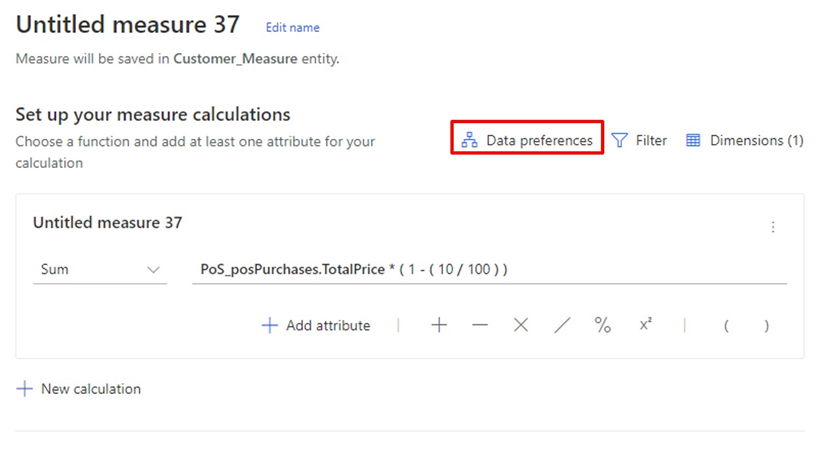 Untitled measure 37 Edit name
Measure will be saved in Customer_Measure entity.
Set up your measure calculations
Choose a function and add at least one attribute for your
calculation
Data preferences Filter Dimensions (1)
Untitled measure 37
Sum PoS_posPurchases.TotalPrice * ( 1 - ( 10 / 100 ) )
+ Add attribute | + − × / % x² | ( )
+ New calculation